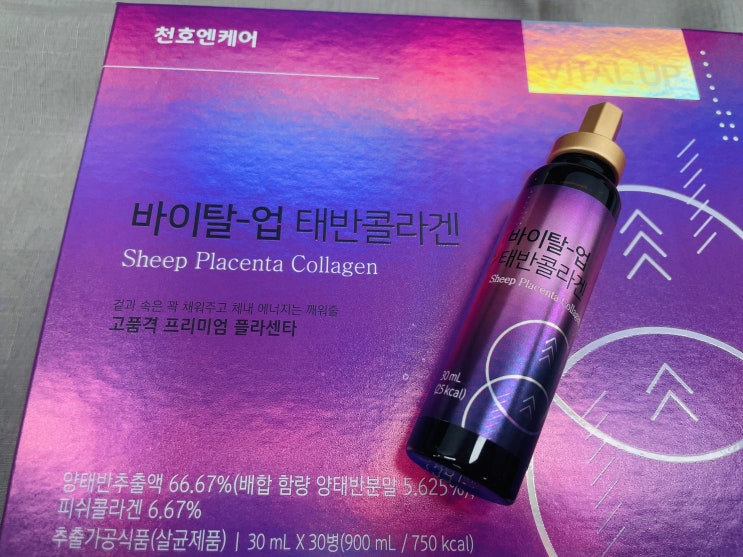 천호엔케어
VITAL UP
바이탈-업 태반콜라겐
Sheep Placenta Collagen
겉과 속은 꽉 채워주고 체내 에너지는 깨워줄
고품격 프리미엄 플라센타
양태반추출액 66.67%(배합 함량 양태반분말 5.625%),
피쉬콜라겐 6.67%
추출가공식품(살균제품) | 30 mL X 30병(900 mL / 750 kcal)
바이탈-업
태반콜라겐
Sheep Placenta Collagen
30 mL
(25 kcal)